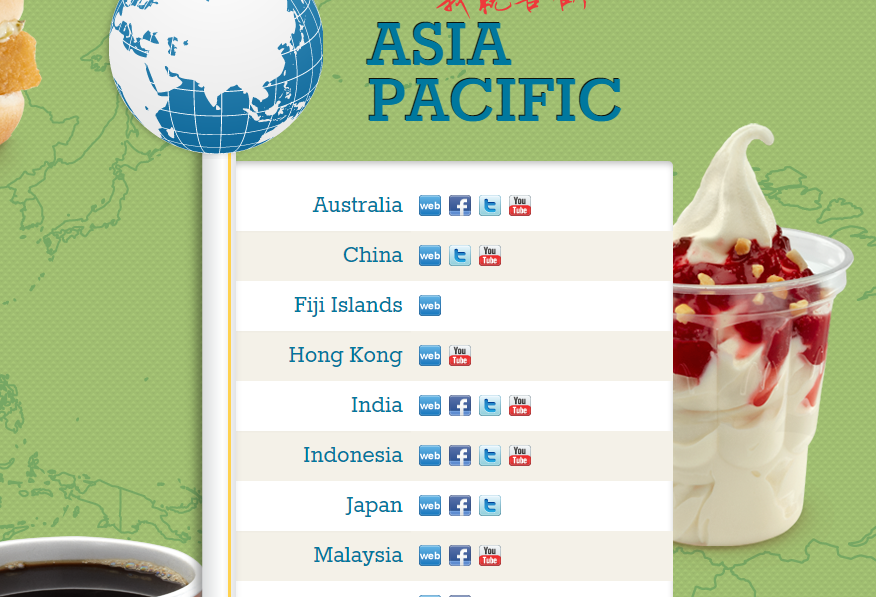 ASIA
PACIFIC
Australia web f t You Tube
China web t You Tube
Fiji Islands web
Hong Kong web You Tube
India web f t You Tube
Indonesia web f t You Tube
Japan web f t
Malaysia web f You Tube